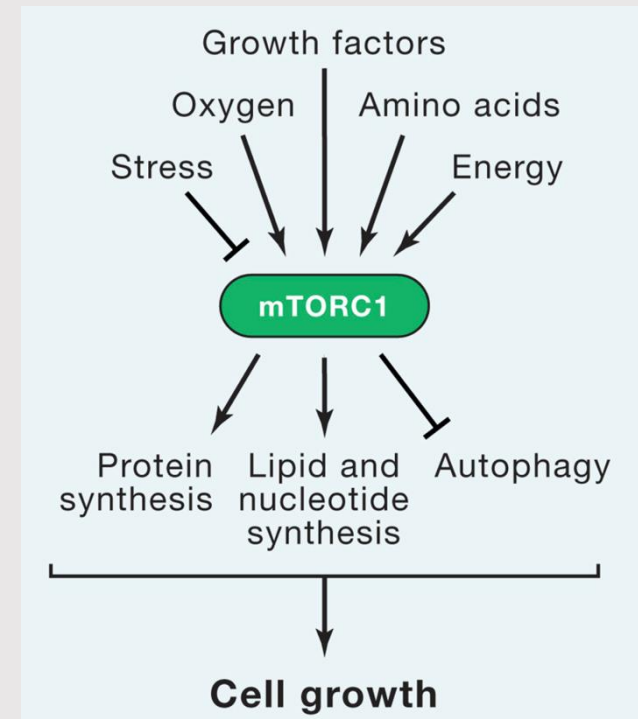 Growth factors
Oxygen
Amino acids
Stress
Energy
mTORC1
Protein
synthesis
Lipid and
nucleotide
synthesis
Autophagy
Cell growth